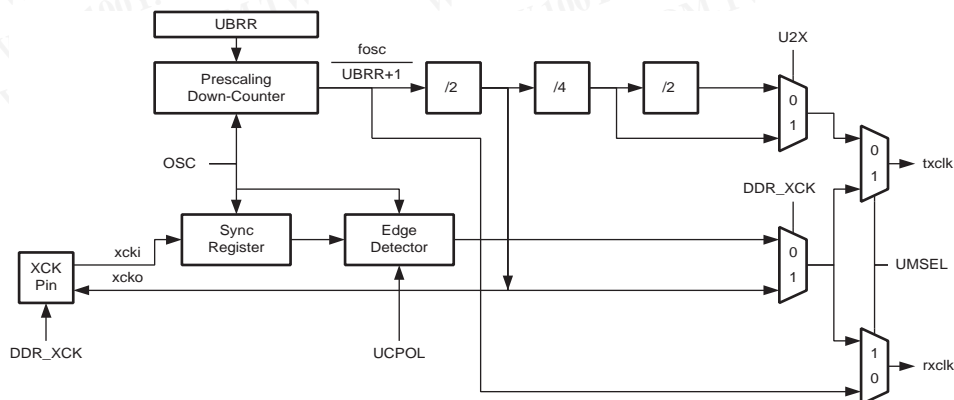 UBRR
fosc
UBRR+1
U2X
Prescaling
Down-Counter
/2
/4
/2
0
1
OSC
0
1
txclk
DDR_XCK
Sync
Register
Edge
Detector
0
1
xcki
xcko
XCK
Pin
UMSEL
DDR_XCK
UCPOL
1
0
rxclk